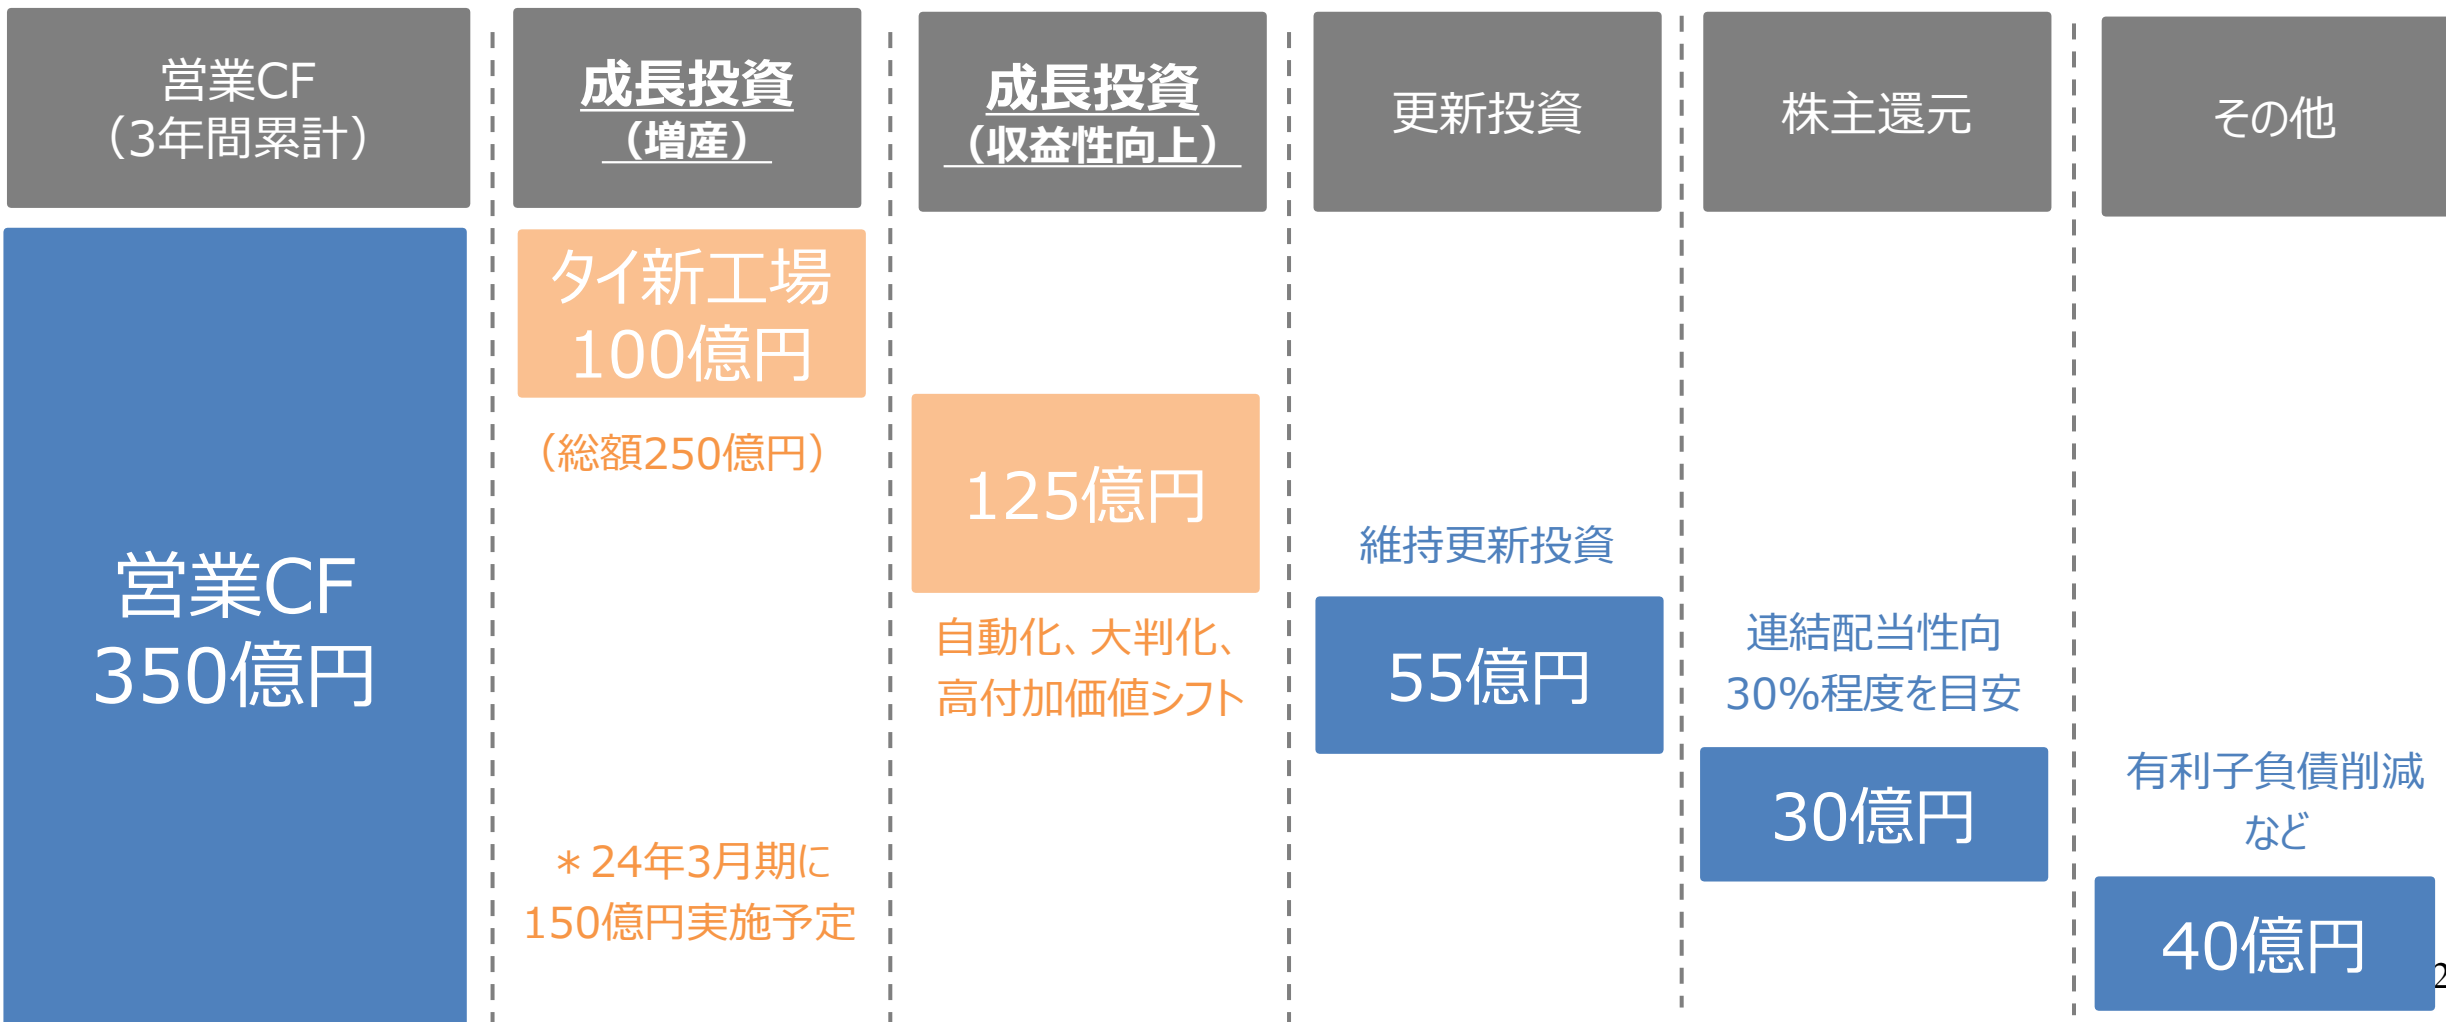 営業CF
（3年間累計）
成長投資
（増産）
成長投資
（収益性向上）
更新投資
株主還元
その他
営業CF
350億円
タイ新工場
100億円
（総額250億円）
＊24年3月期に
150億円実施予定
125億円
自動化、大判化、
高付加価値シフト
維持更新投資
55億円
連結配当性向
30%程度を目安
30億円
有利子負債削減
など
40億円
2